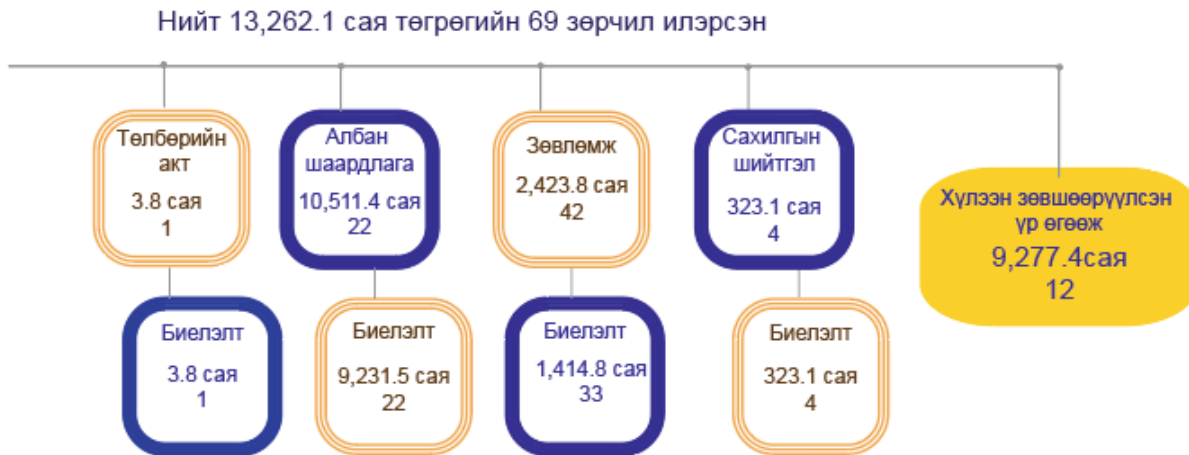 Нийт 13,262.1 сая төгрөгийн 69 зөрчил илэрсэн
Төлбөрийн
акт
3.8 сая
1
Албан
шаардлага
10,511.4 сая
22
Зөвлөмж
2,423.8 сая
42
Сахилгын
шийтгэл
323.1 сая
4
Хүлээн зөвшөөрүүлсэн
үр өгөөж
9,277.4сая
12
Биелэлт
3.8 сая
1
Биелэлт
9,231.5 сая
22
Биелэлт
1,414.8 сая
33
Биелэлт
323.1 сая
4